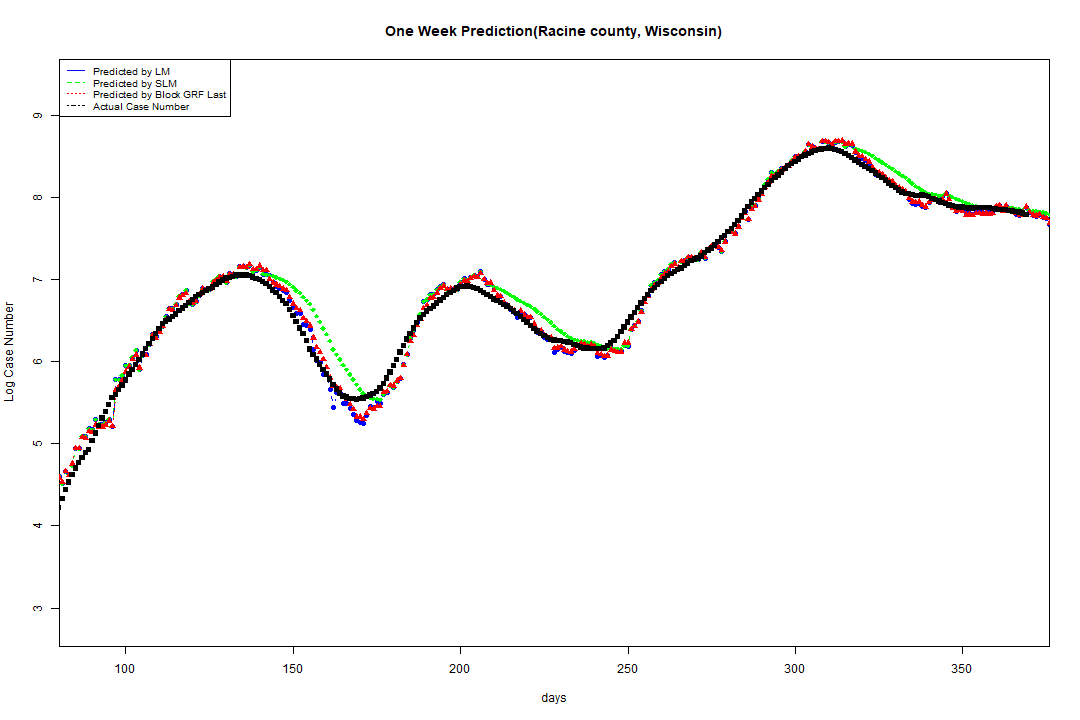 One Week Prediction(Racine county, Wisconsin)
Predicted by LM
Predicted by SLM
Predicted by Block GRF Last
Actual Case Number
9
8
7
6
5
4
3
Log Case Number
100
150
200
250
300
350
days